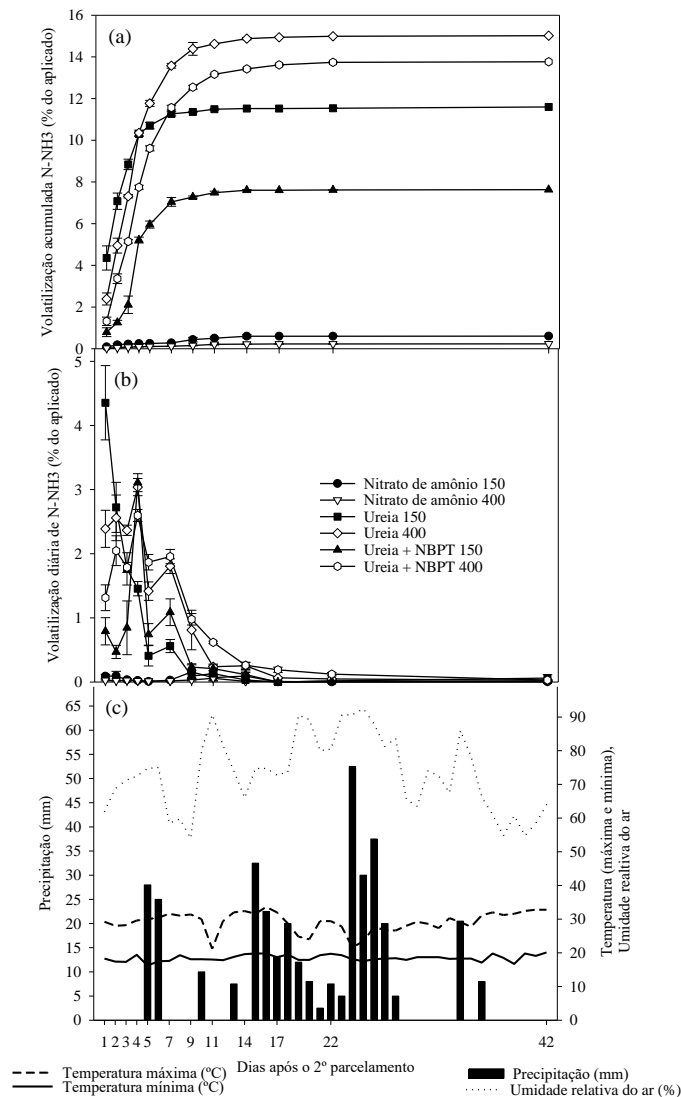 16
14
12
10
8
6
4
2
0
Volatilização acumulada N-NH3 (% do aplicado)
(a)
5
4
3
2
1
0
Volatilização diária de N-NH3 (% do aplicado)
(b)
Nitrato de amônio 150
Nitrato de amônio 400
Ureia 150
Ureia 400
Ureia + NBPT 150
Ureia + NBPT 400
65
60
55
50
45
40
35
30
25
20
15
10
5
0
Precipitação (mm)
(c)
90
80
70
60
50
40
30
20
10
0
Temperatura (máxima e mínima),
Umidade realtiva do ar
1 2 3 4 5 7 9 11 14 17 22 42
Dias após o 2º parcelamento
Temperatura máxima (ºC)
Temperatura mínima (ºC)
Precipitação (mm)
Umidade relativa do ar (%)